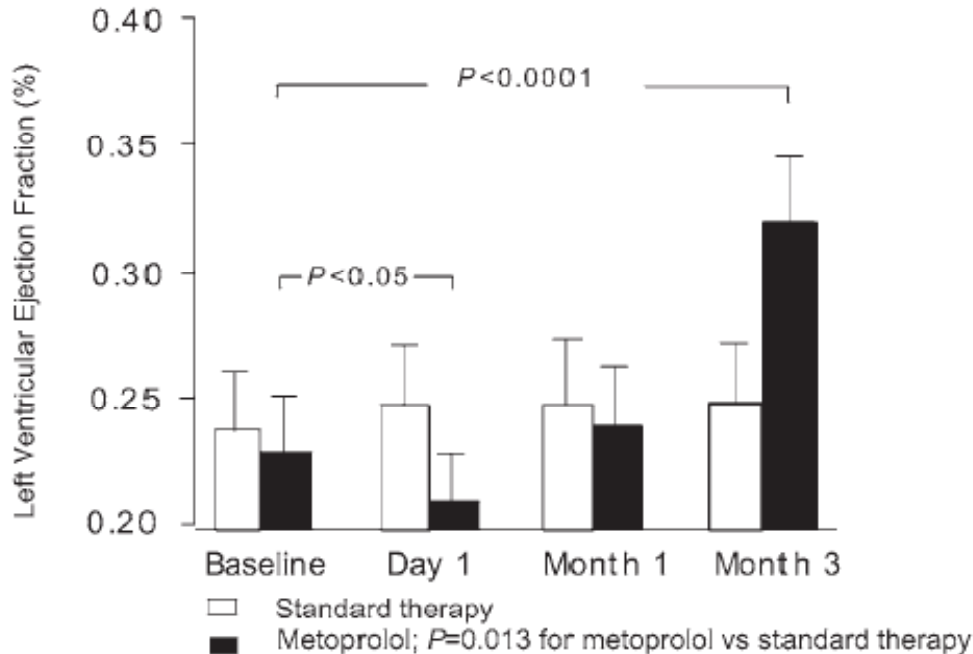 Left Ventricular Ejection Fraction (%)
0.40
0.35
0.30
0.25
0.20
P<0.0001
P<0.05
Baseline Day 1 Month 1 Month 3
Standard therapy
Metoprolol; P=0.013 for metoprolol vs standard therapy